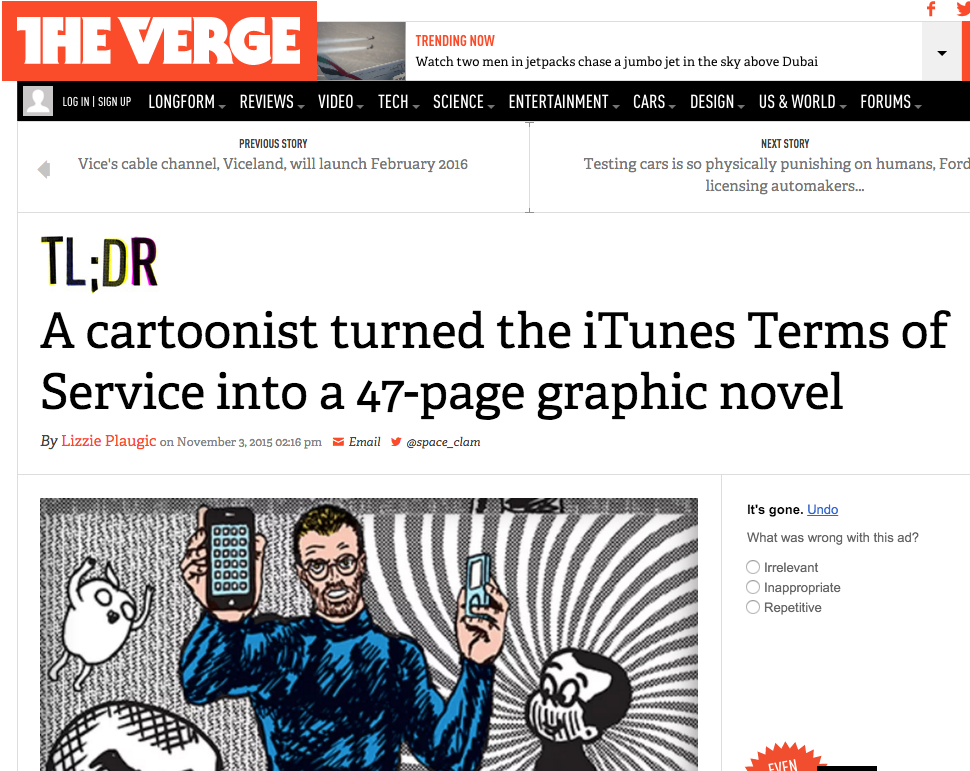 THE VERGE
TRENDING NOW
Watch two men in jetpacks chase a jumbo jet in the sky above Dubai
LOG IN | SIGN UP LONGFORM REVIEWS VIDEO TECH SCIENCE ENTERTAINMENT CARS DESIGN US & WORLD FORUMS
PREVIOUS STORY
Vice's cable channel, Viceland, will launch February 2016
NEXT STORY
Testing cars is so physically punishing on humans, Ford
licensing automakers...
TL;DR
A cartoonist turned the iTunes Terms of
Service into a 47-page graphic novel
By Lizzie Plaugic on November 3, 2015 02:16 pm Email @space_clam
It's gone. Undo
What was wrong with this ad?
Irrelevant
Inappropriate
Repetitive
EVEN